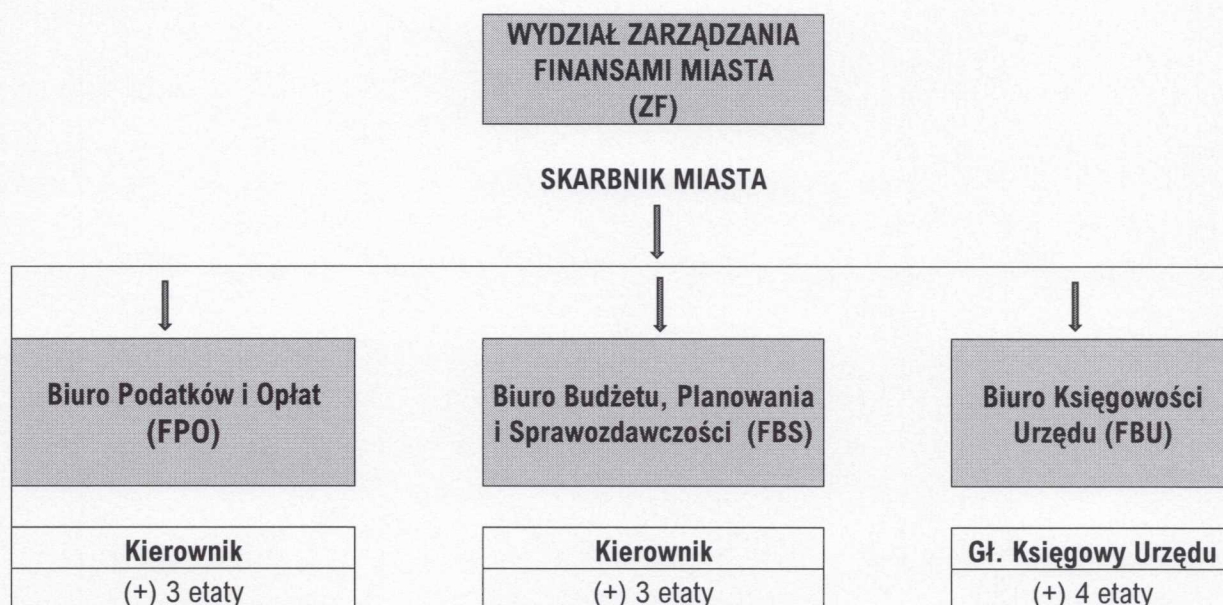 WYDZIAŁ ZARZĄDZANIA
FINANSAMI MIASTA
(ZF)
SKARBNIK MIASTA
Biuro Podatków i Opłat
(FPO)
Biuro Budżetu, Planowania
i Sprawozdawczości (FBS)
Biuro Księgowości
Urzędu (FBU)
Kierownik
(+) 3 etaty
Kierownik
(+) 3 etaty
Gł. Księgowy Urzędu
(+) 4 etaty